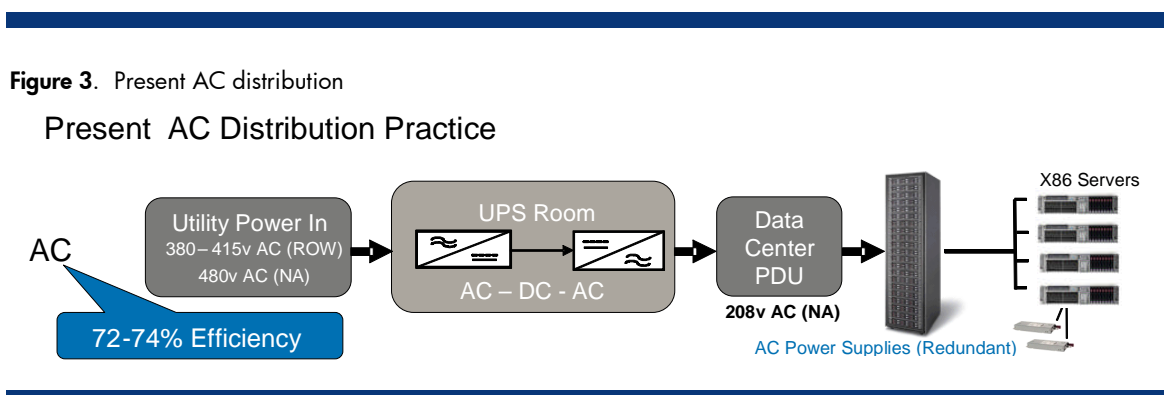 Figure 3. Present AC distribution
Present AC Distribution Practice
AC
72-74% Efficiency
Utility Power In
380–415v AC (ROW)
480v AC (NA)
UPS Room
AC – DC - AC
Data
Center
PDU
208v AC (NA)
X86 Servers
AC Power Supplies (Redundant)